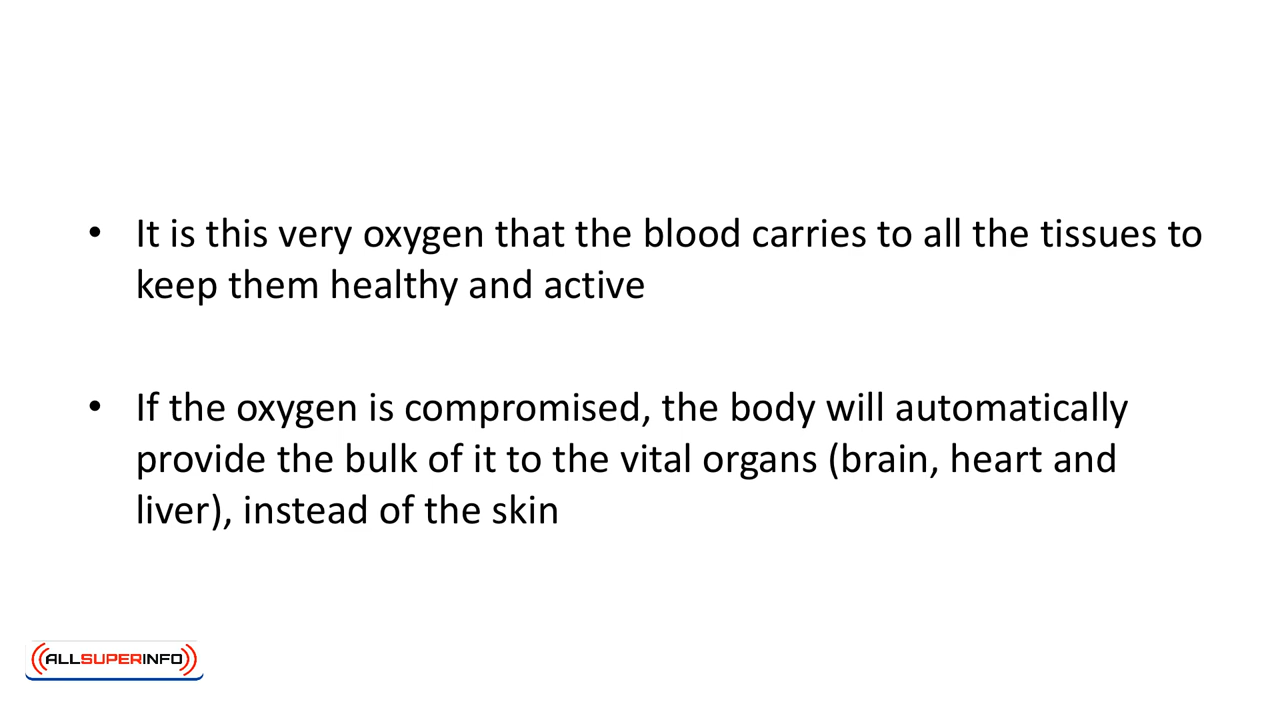 • It is this very oxygen that the blood carries to all the tissues to
keep them healthy and active
• If the oxygen is compromised, the body will automatically
provide the bulk of it to the vital organs (brain, heart and
liver), instead of the skin
ALLSUPERINFO